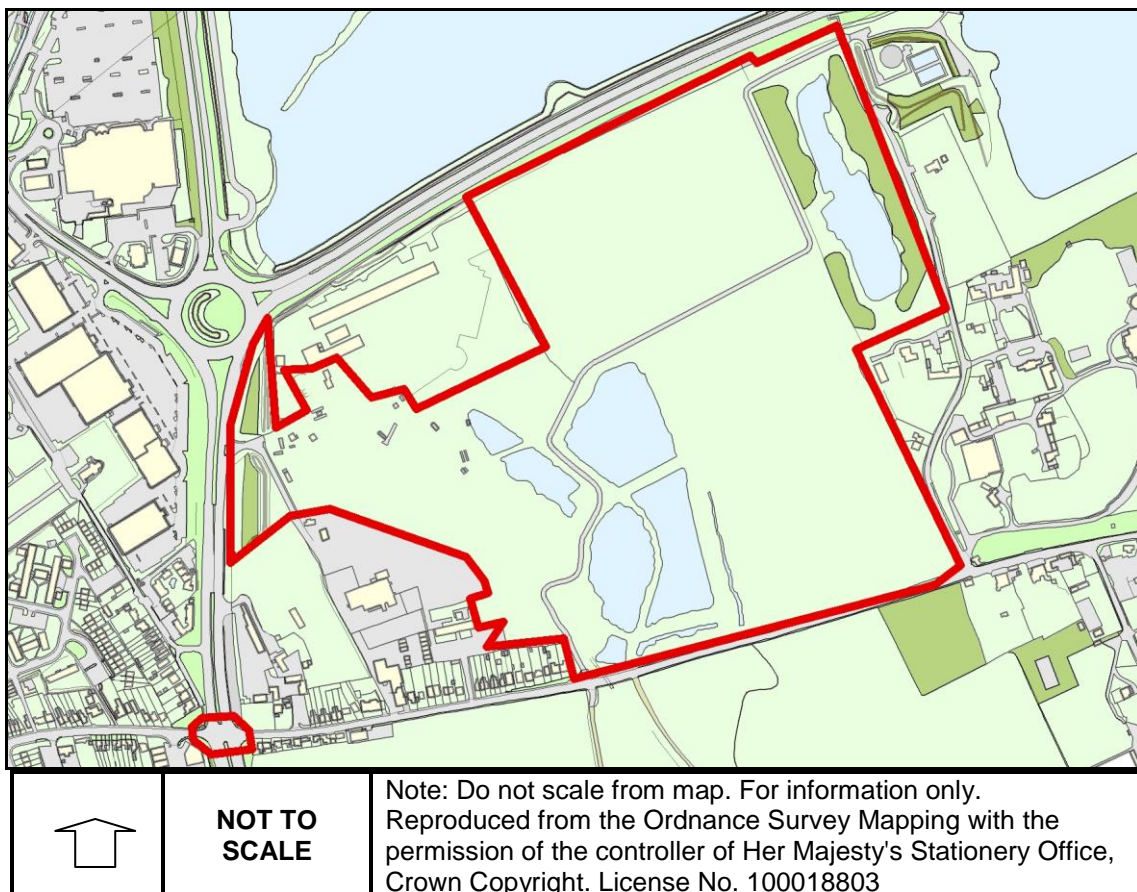 NOT TO
SCALE
Note: Do not scale from map. For information only.
Reproduced from the Ordnance Survey Mapping with the
permission of the controller of Her Majesty's Stationery Office,
Crown Copyright. License No. 100018803